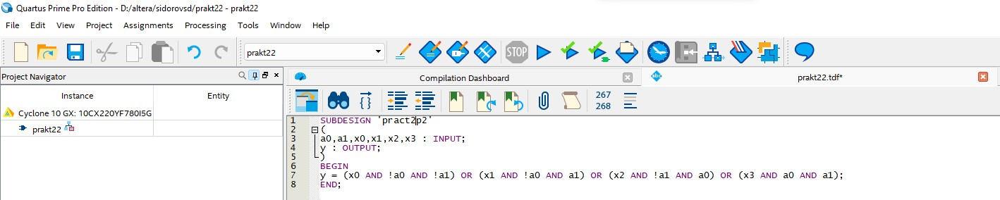 Quartus Prime Pro Edition - D:/altera/sidorovsd/prakt22 - prakt22
File Edit View Project Assignments Processing Tools Window Help
prakt22
STOP
Project Navigator
Compilation Dashboard
prakt22.tdf*
abc
Instance Entity
267
268
Cyclone 10 GX: 10CX220YF780I5G
prakt22
1 SUBDESIGN 'pract2p2'
2 (
3 a0,a1,x0,x1,x2,x3 : INPUT;
4 y : OUTPUT;
5 )
6 BEGIN
7 y = (x0 AND !a0 AND !a1) OR (x1 AND !a0 AND a1) OR (x2 AND !a1 AND a0) OR (x3 AND a0 AND a1);
8 END;